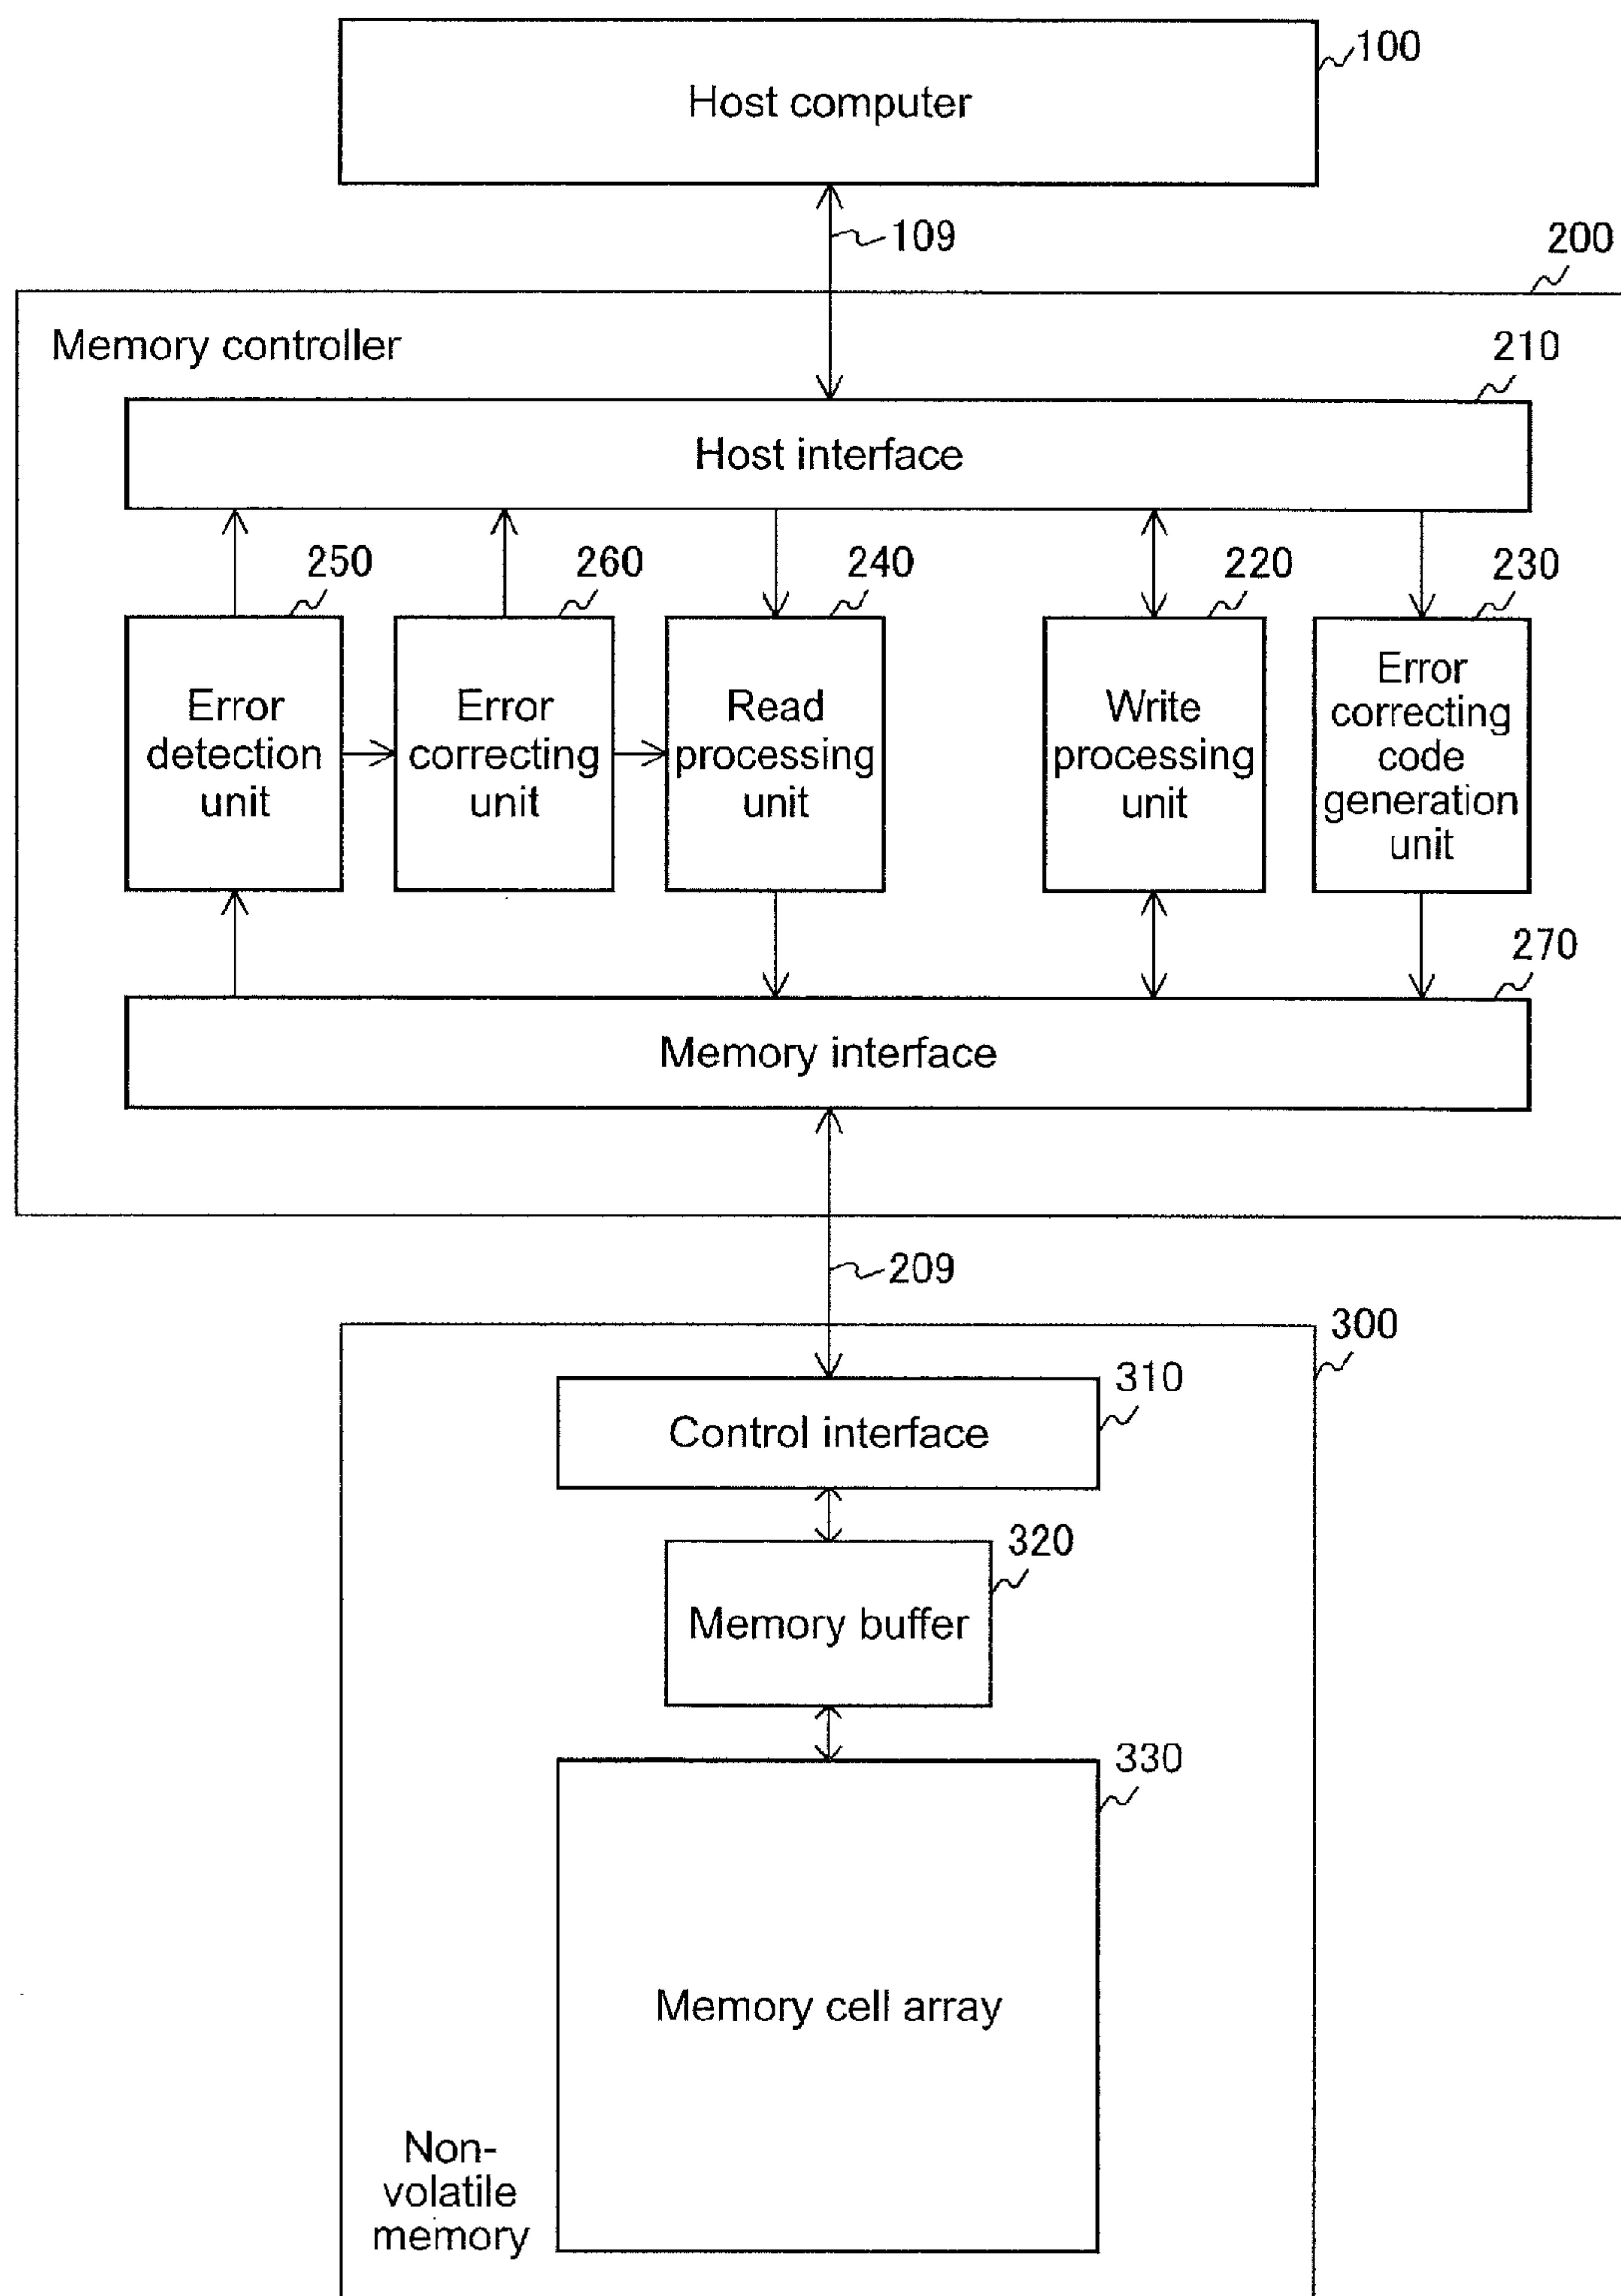 100
Host computer
109
200
Memory controller
210
Host interface
250
260
240
220
230
Error
detection
unit
Error
correcting
unit
Read
processing
unit
Write
processing
unit
Error
correcting
code
generation
unit
270
Memory interface
209
300
310
Control interface
320
Memory buffer
330
Memory cell array
Non-
volatile
memory